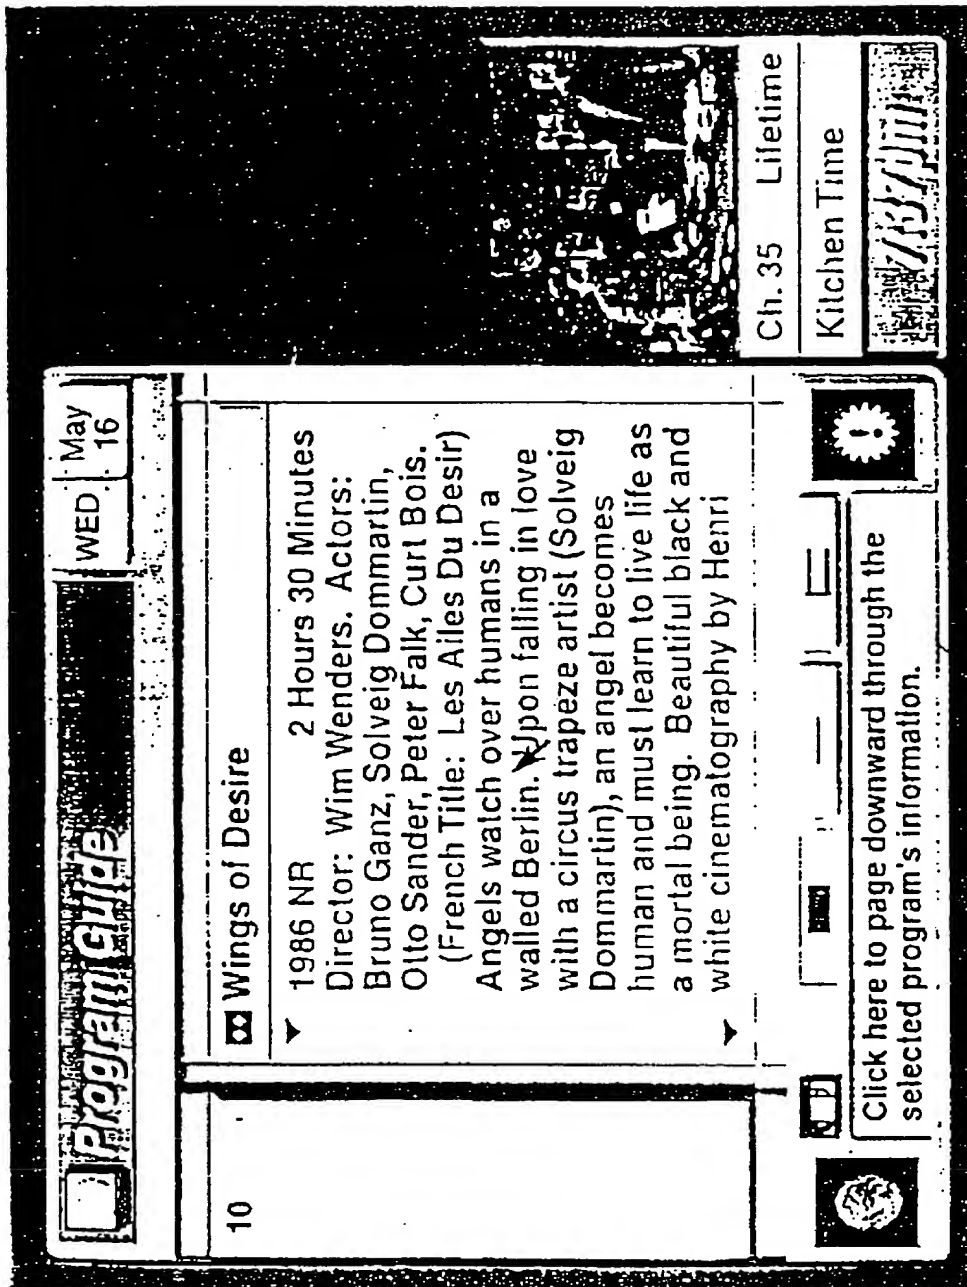 Program Guide
WED
May
16
10
Wings of Desire
1986 NR 2 Hours 30 Minutes
Director: Wim Wenders. Actors:
Bruno Ganz, Solveig Dommartin,
Otto Sander, Peter Falk, Curt Bois.
(French Title: Les Ailes Du Desir)
Angels watch over humans in a
walled Berlin. Upon falling in love
with a circus trapeze artist (Solveig
Dommartin), an angel becomes
human and must learn to live life as
a mortal being. Beautiful black and
white cinematography by Henri
Click here to page downward through the
selected program's information.
Ch. 35 Lifetime
Kitchen Time